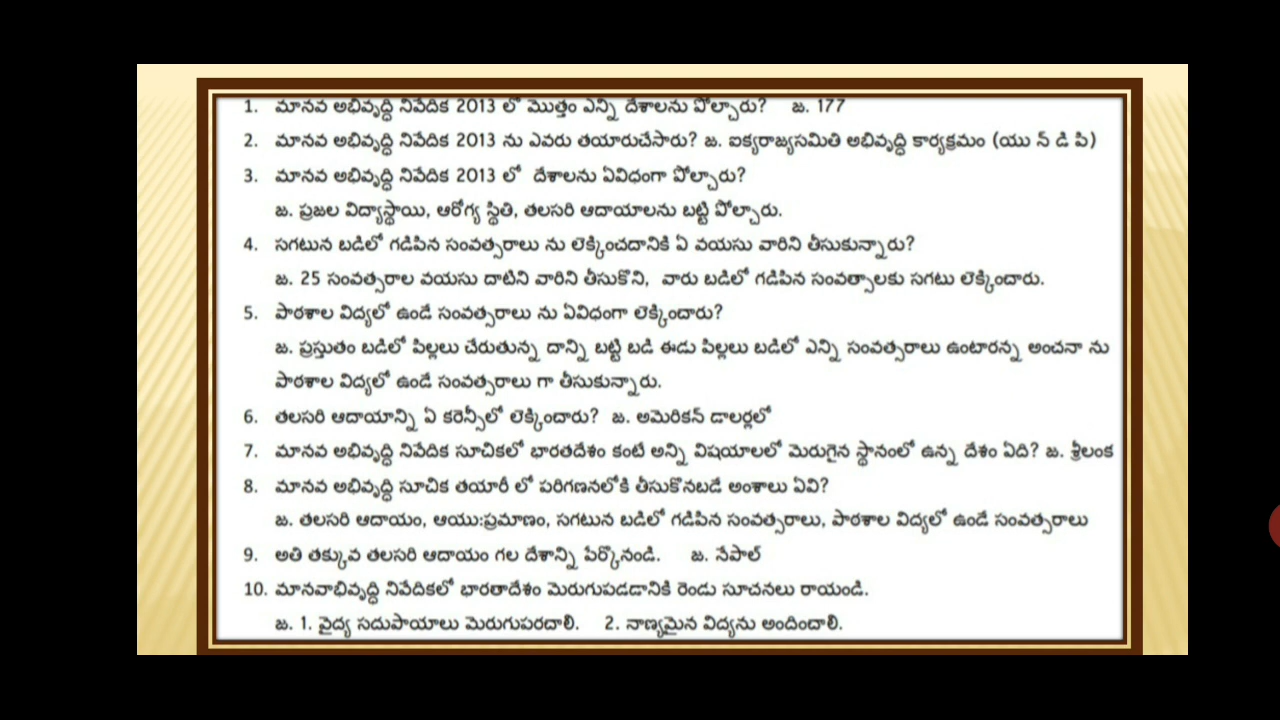 1. మానవ అభివృద్ధి నివేదిక 2013 లో మొత్తం ఎన్ని దేశాలను పోల్చారు? జ. 177
2. మానవ అభివృద్ధి నివేదిక 2013 ను ఎవరు తయారుచేసారు? జ. ఐక్యరాజ్యసమితి అభివృద్ధి కార్యక్రమం (యు న్ డి పి)
3. మానవ అభివృద్ధి నివేదిక 2013 లో దేశాలను ఏవిధంగా పోల్చారు?
జ. ప్రజల విద్యాస్థాయి, ఆరోగ్య స్థితి, తలసరి ఆదాయాలను బట్టి పోల్చారు.
4. సగటున బడిలో గడిపిన సంవత్సరాలు ను లెక్కించడానికి ఏ వయసు వారిని తీసుకున్నారు?
జ. 25 సంవత్సరాల వయసు దాటిని వారిని తీసుకొని, వారు బడిలో గడిపిన సంవత్సాలకు సగటు లెక్కించారు.
5. పాఠశాల విద్యలో ఉండే సంవత్సరాలు ను ఏవిధంగా లెక్కించారు?
జ. ప్రస్తుతం బడిలో పిల్లలు చేరుతున్న దాన్ని బట్టి బడి ఈడు పిల్లలు బడిలో ఎన్ని సంవత్సరాలు ఉంటారన్న అంచనా ను
పాఠశాల విద్యలో ఉండే సంవత్సరాలు గా తీసుకున్నారు.
6. తలసరి ఆదాయాన్ని ఏ కరెన్సీలో లెక్కించారు? జ. అమెరికన్ డాలర్లలో
7. మానవ అభివృద్ధి నివేదిక సూచికలో భారతదేశం కంటే అన్ని విషయాలలో మెరుగైన స్థానంలో ఉన్న దేశం ఏది? జ. శ్రీలంక
8. మానవ అభివృద్ధి సూచిక తయారీ లో పరిగణనలోకి తీసుకొనబడే అంశాలు ఏవి?
జ. తలసరి ఆదాయం, ఆయు:ప్రమాణం, సగటున బడిలో గడిపిన సంవత్సరాలు, పాఠశాల విద్యలో ఉండే సంవత్సరాలు
9. అతి తక్కువ తలసరి ఆదాయం గల దేశాన్ని పేర్కొనండి. జ. నేపాల్
10. మానవాభివృద్ధి నివేదికలో భారతాదేశం మెరుగుపడడానికి రెండు సూచనలు రాయండి.
జ. 1. వైద్య సదుపాయాలు మెరుగుపరచాలి. 2. నాణ్యమైన విద్యను అందించాలి.